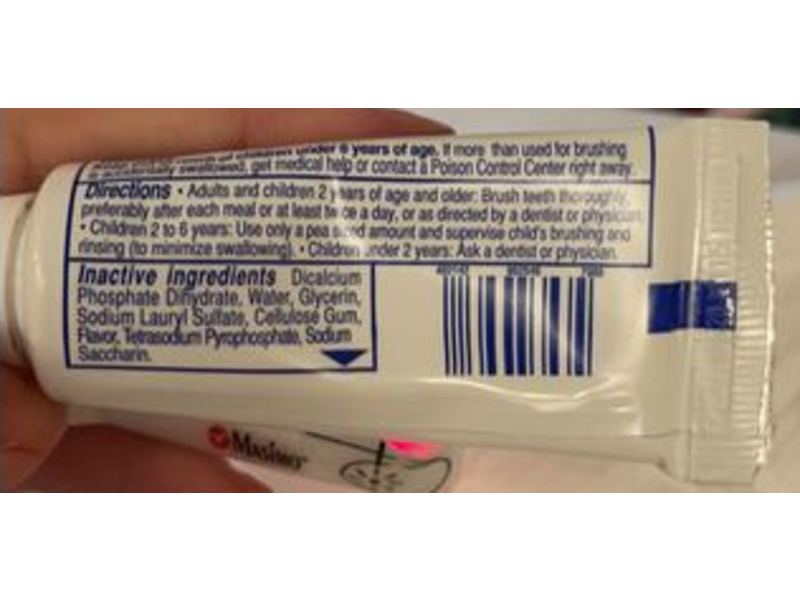 under 6 years of age. If more than used for brushing
is accidentally swallowed, get medical help or contact a Poison Control Center right away.
Directions • Adults and children 2 years of age and older: Brush teeth thoroughly,
preferably after each meal or at least twice a day, or as directed by a dentist or physician.
• Children 2 to 6 years: Use only a pea sized amount and supervise child's brushing and
rinsing (to minimize swallowing). • Children under 2 years: Ask a dentist or physician.
Inactive Ingredients Dicalcium
Phosphate Dihydrate, Water, Glycerin,
Sodium Lauryl Sulfate, Cellulose Gum,
Flavor, Tetrasodium Pyrophosphate, Sodium
Saccharin.
Masimo